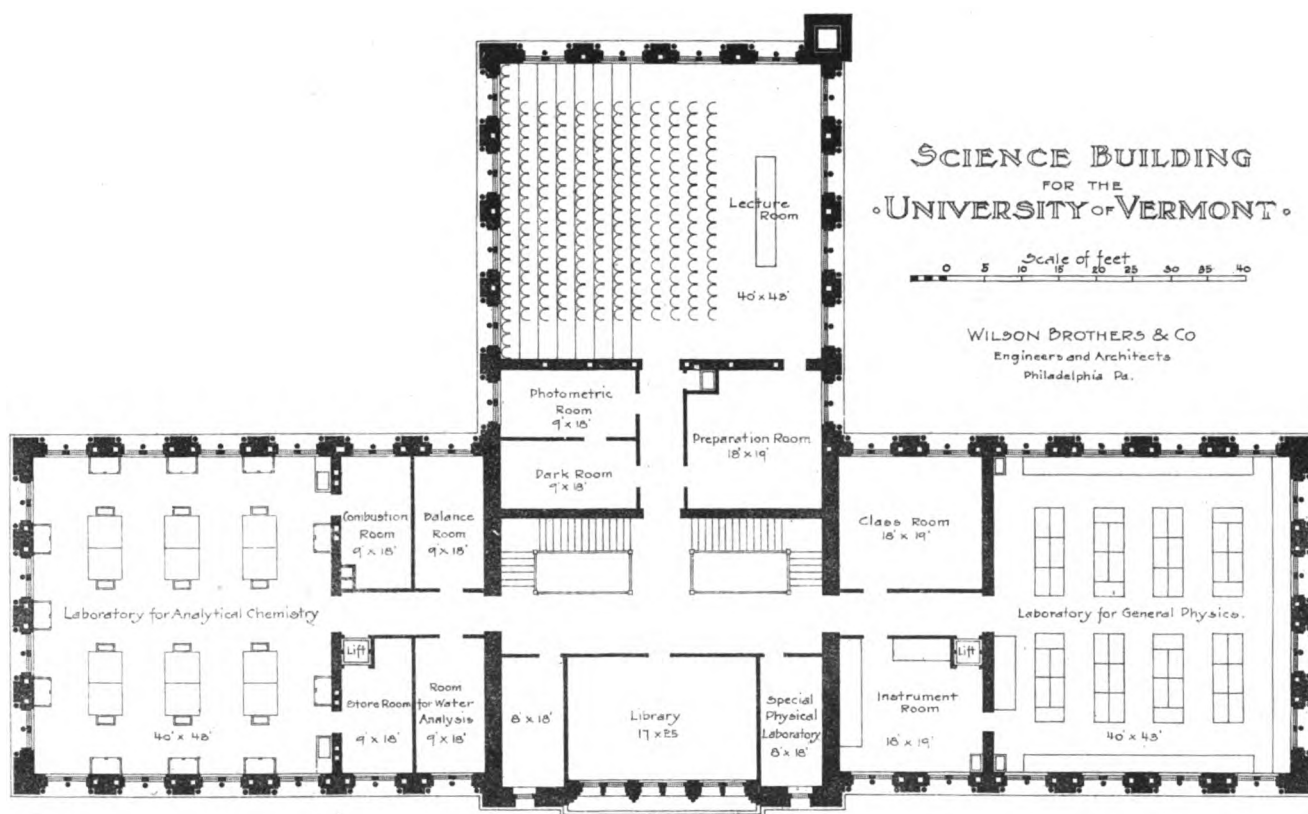 SCIENCE BUILDING
FOR THE
UNIVERSITY OF VERMONT
Scale of feet
0 5 10 15 20 25 30 35 40
WILSON BROTHERS & CO
Engineers and Architects
Philadelphia Pa.
Lecture
Room
40' x 43'
Photometric
Room
9' x 18'
Dark Room
9' x 18'
Preparation Room
18' x 19'
Combustion
Room
9' x 18'
Balance
Room
9' x 18'
Class Room
18' x 19'
Laboratory for Analytical Chemistry
40' x 43'
Laboratory for General Physics.
40' x 43'
Lift
Store Room
9' x 18'
Room
for Water
Analysis
9' x 18'
8' x 18'
Library
17 x 25
Special
Physical
Laboratory
8' x 18'
Lift
Instrument
Room
18' x 19'